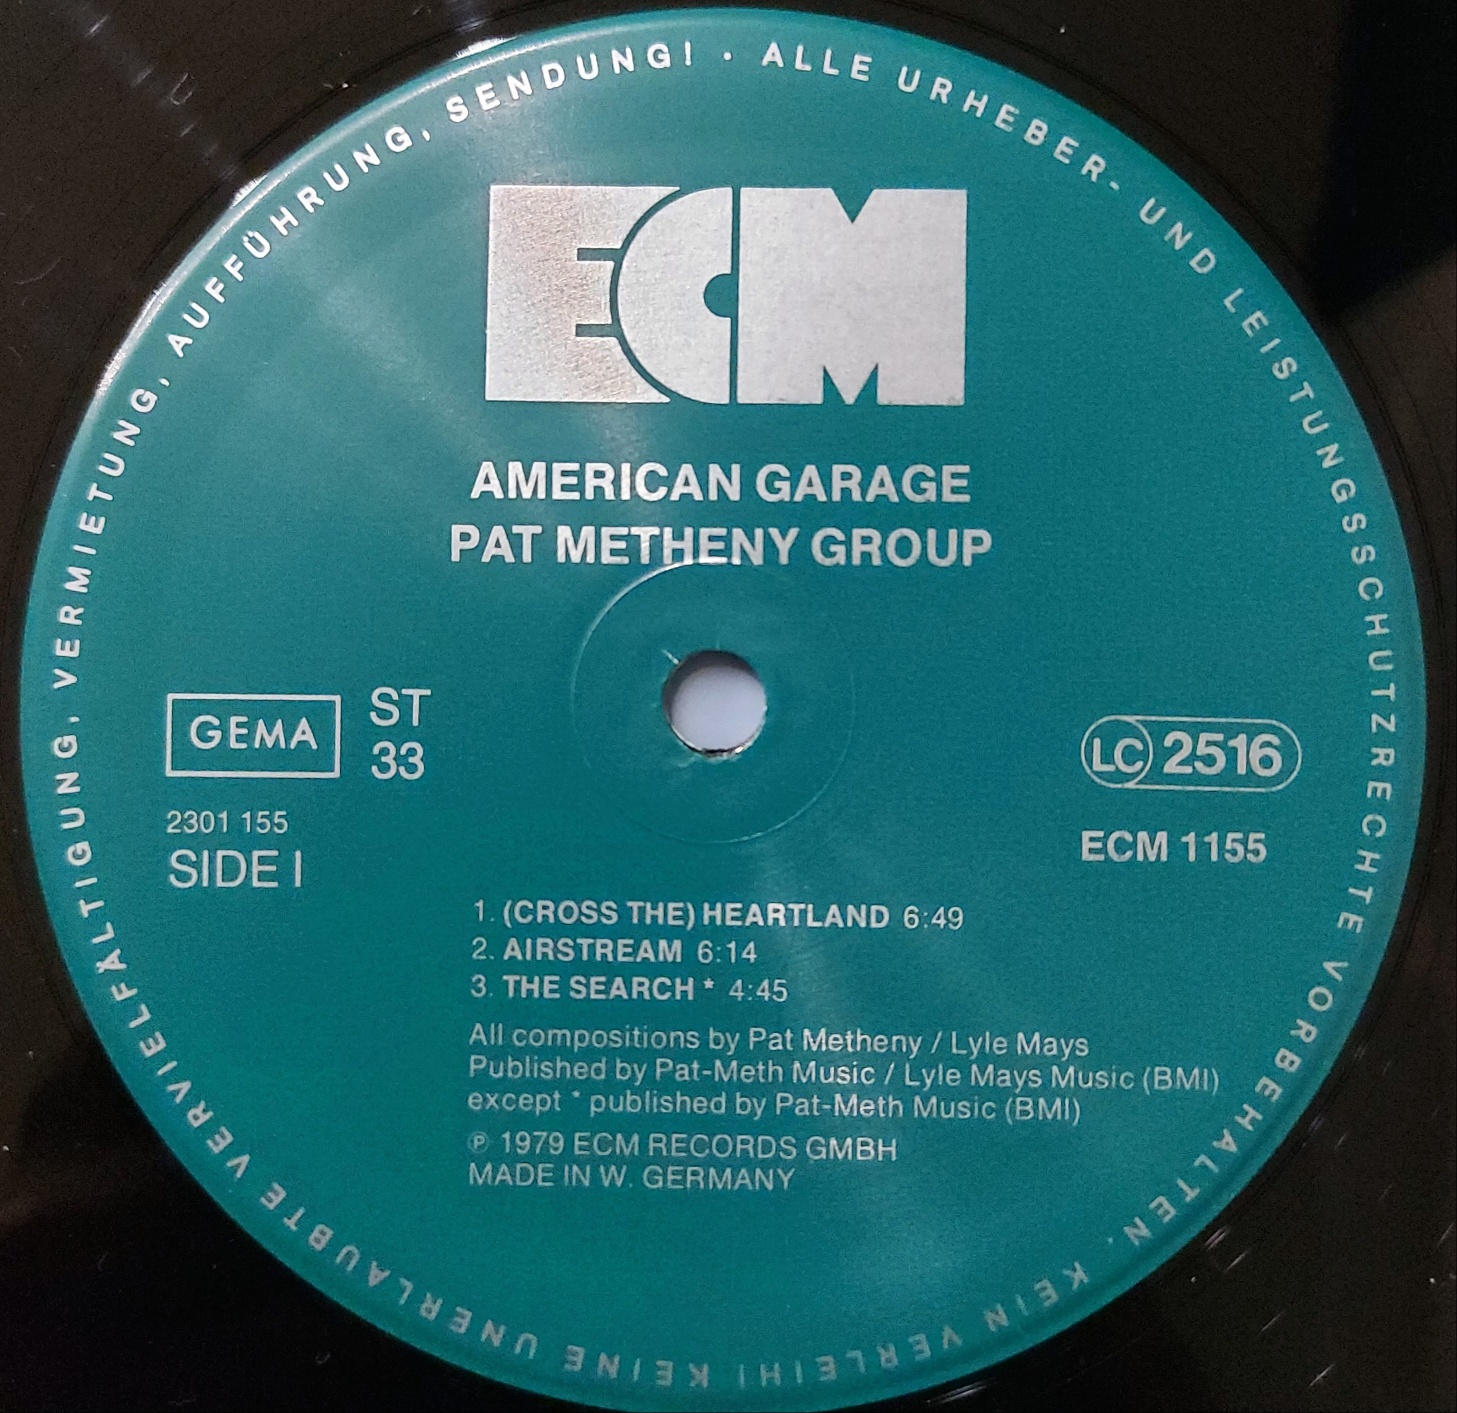 ALLE URHEBER- UND LEISTUNGSSCHUTZRECHTE VORBEHALTEN. KEIN VERLEIH! KEINE UNERLAUBTE VERVIELFÄLTIGUNG, VERMIETUNG, AUFFÜHRUNG, SENDUNG! ·
ECM
AMERICAN GARAGE
PAT METHENY GROUP
GEMA
ST
33
LC 2516
2301 155
SIDE I
ECM 1155
1. (CROSS THE) HEARTLAND 6:49
2. AIRSTREAM 6:14
3. THE SEARCH * 4:45
All compositions by Pat Metheny / Lyle Mays
Published by Pat-Meth Music / Lyle Mays Music (BMI)
except * published by Pat-Meth Music (BMI)
℗ 1979 ECM RECORDS GMBH
MADE IN W. GERMANY